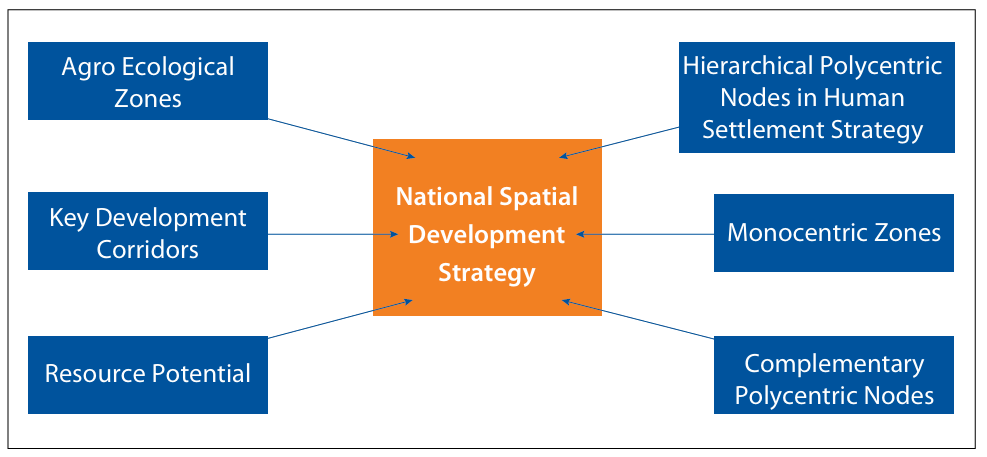 Agro Ecological
Zones
Key Development
Corridors
Resource Potential
National Spatial
Development
Strategy
Hierarchical Polycentric
Nodes in Human
Settlement Strategy
Monocentric Zones
Complementary
Polycentric Nodes